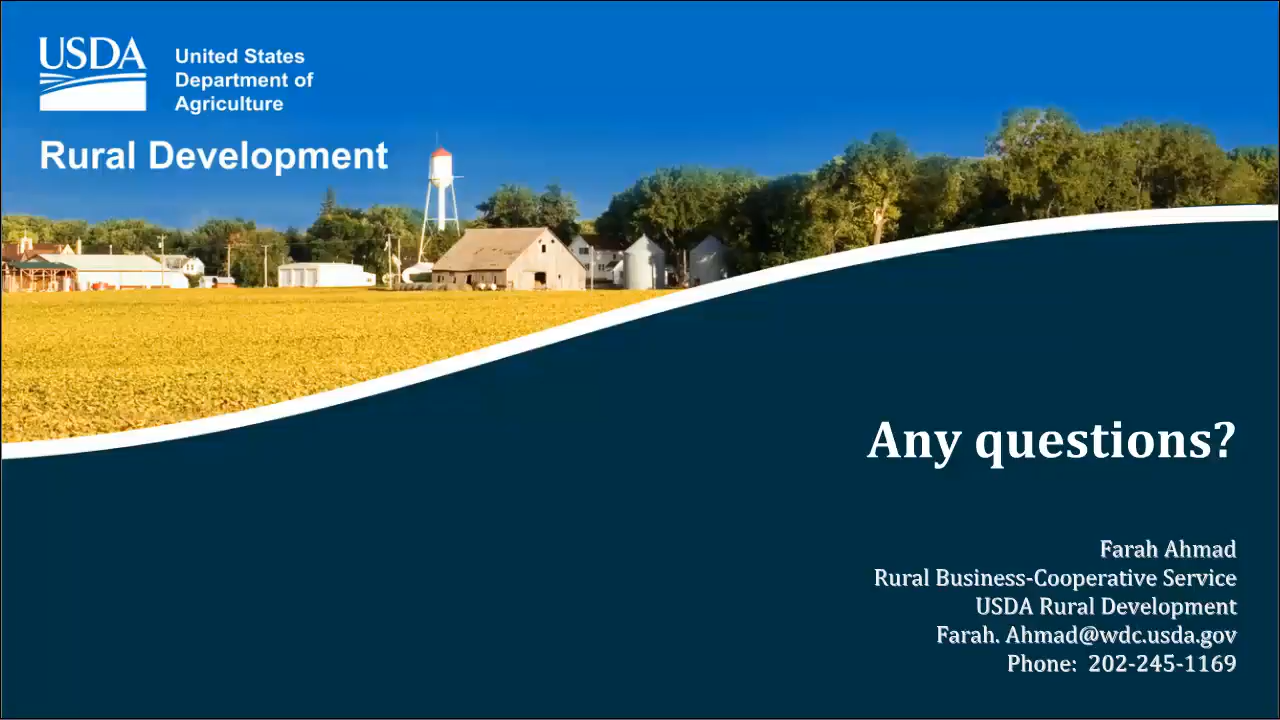 USDA
United States
Department of
Agriculture
Rural Development
Any questions?
Farah Ahmad
Rural Business-Cooperative Service
USDA Rural Development
Farah. Ahmad@wdc.usda.gov
Phone:  202-245-1169